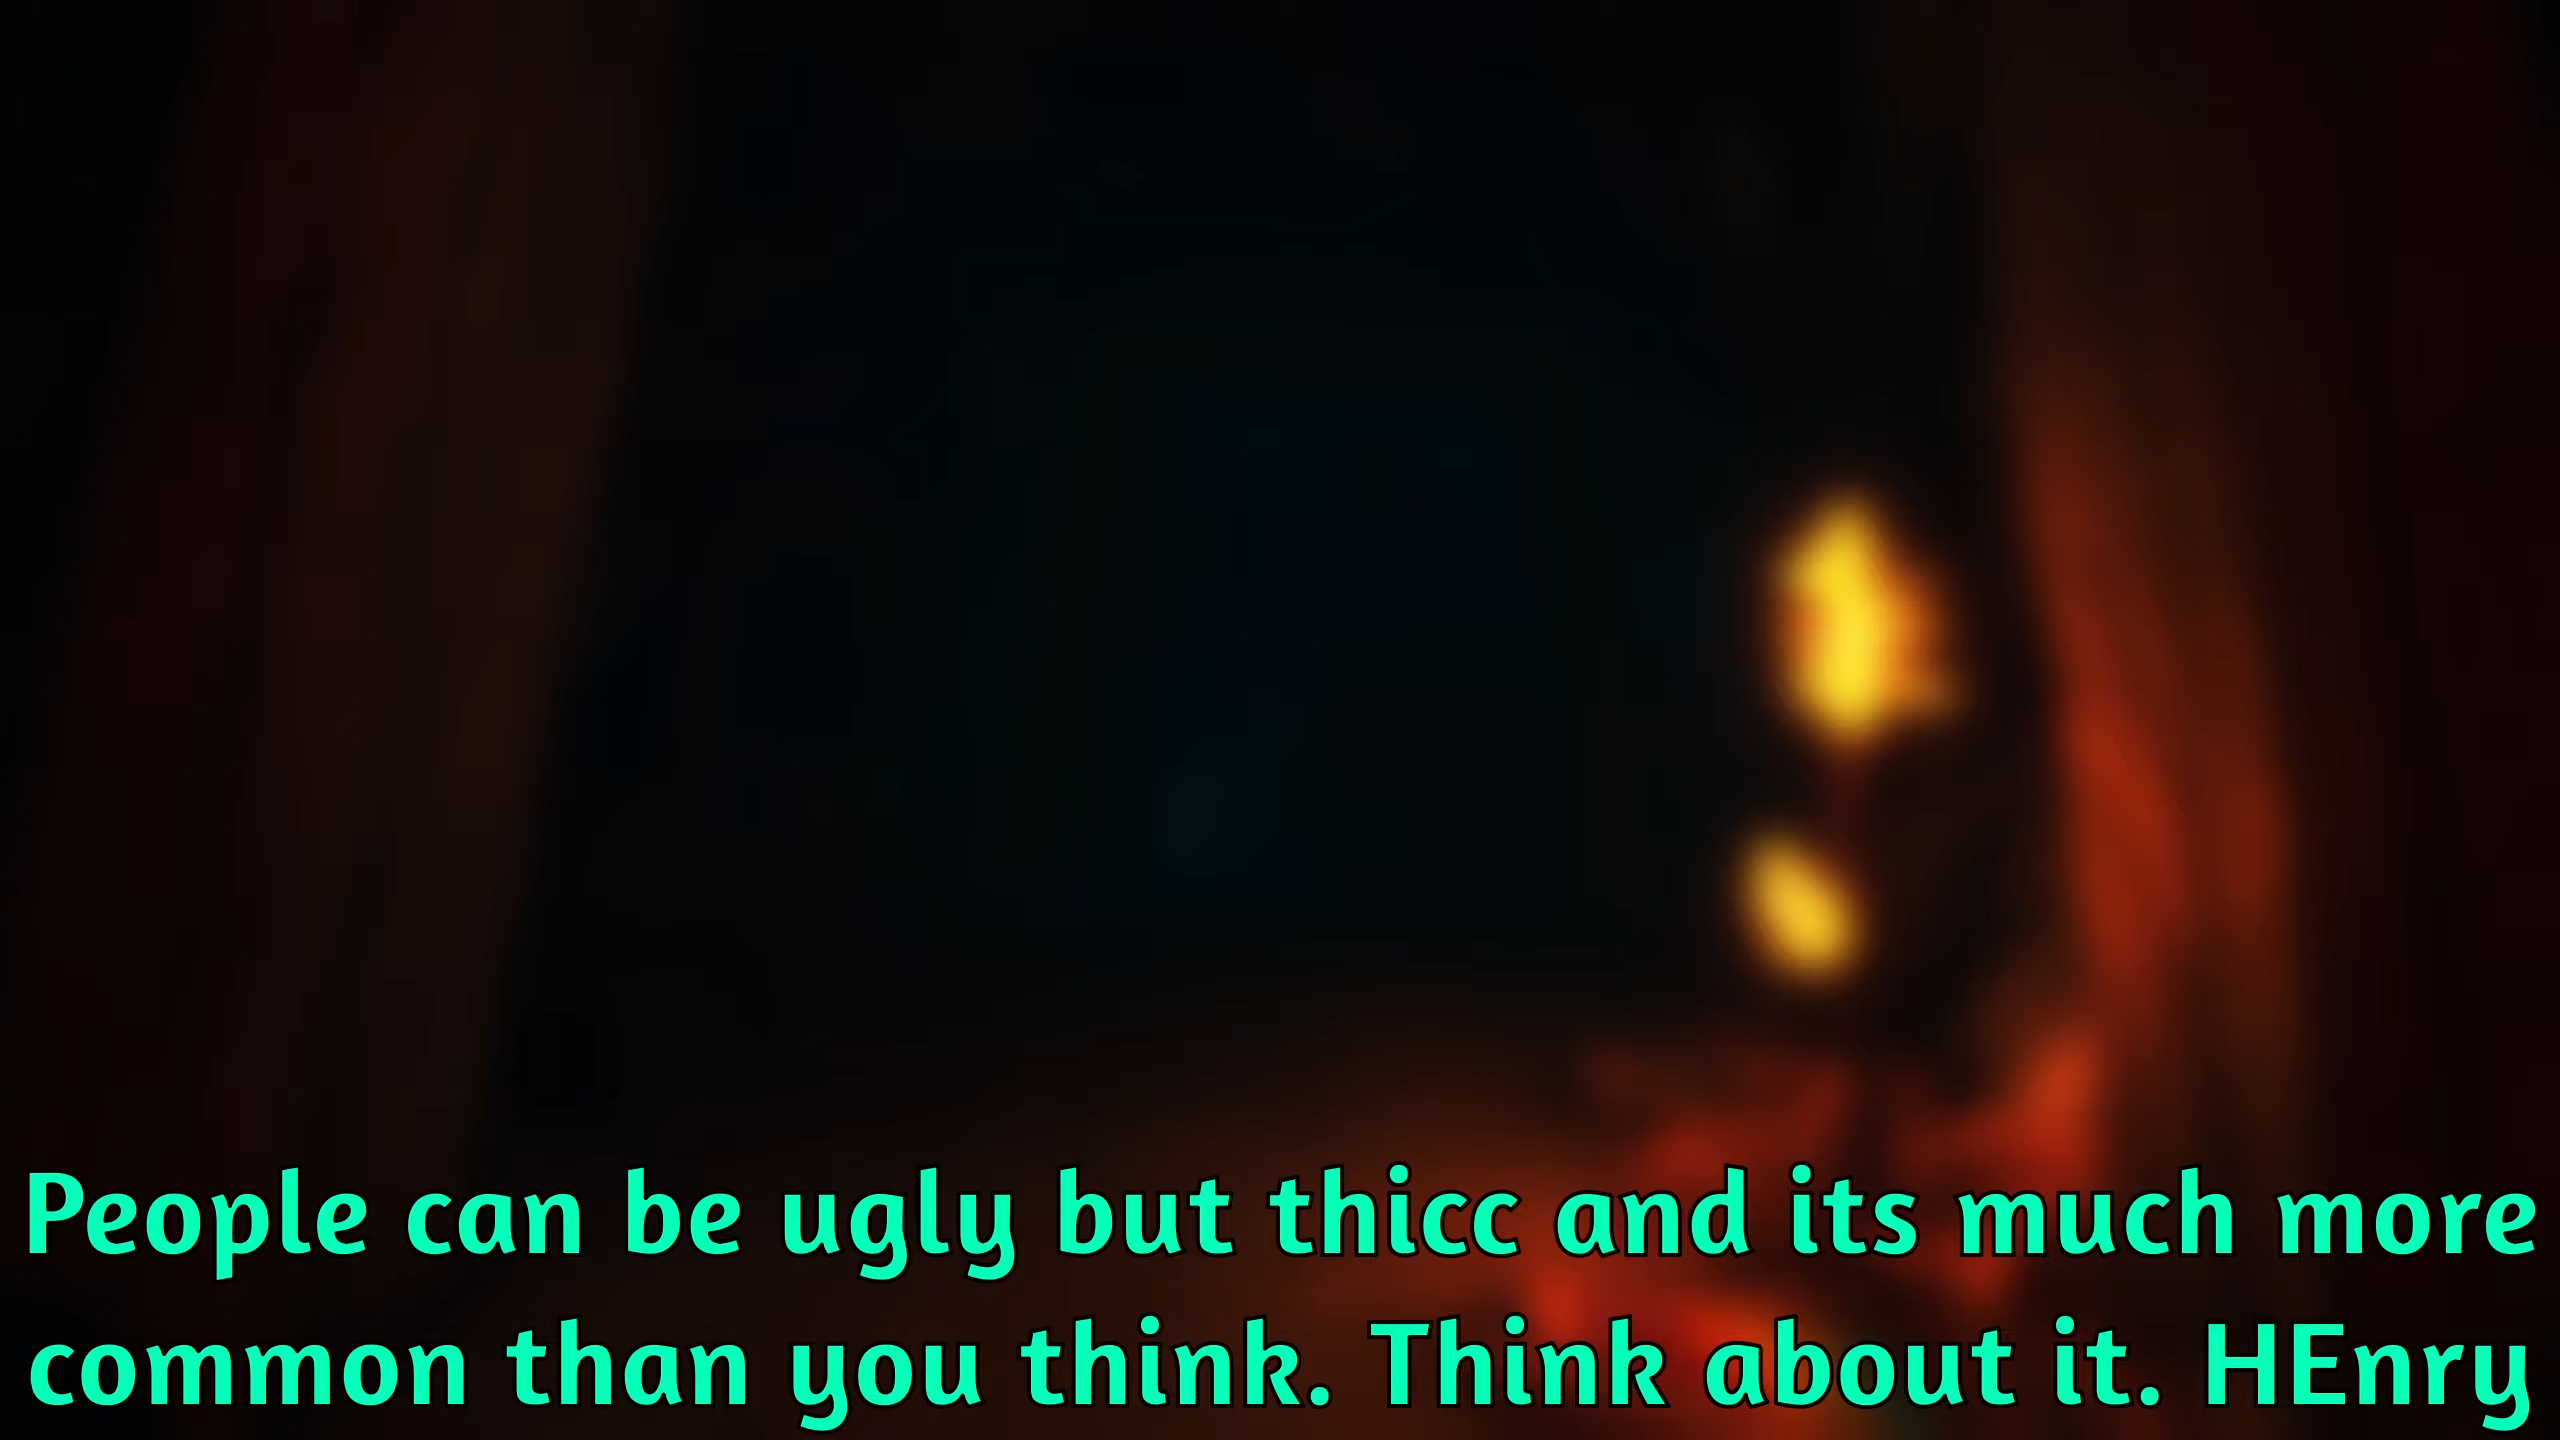 People can be ugly but thicc and its much more
common than you think. Think about it. HEnry